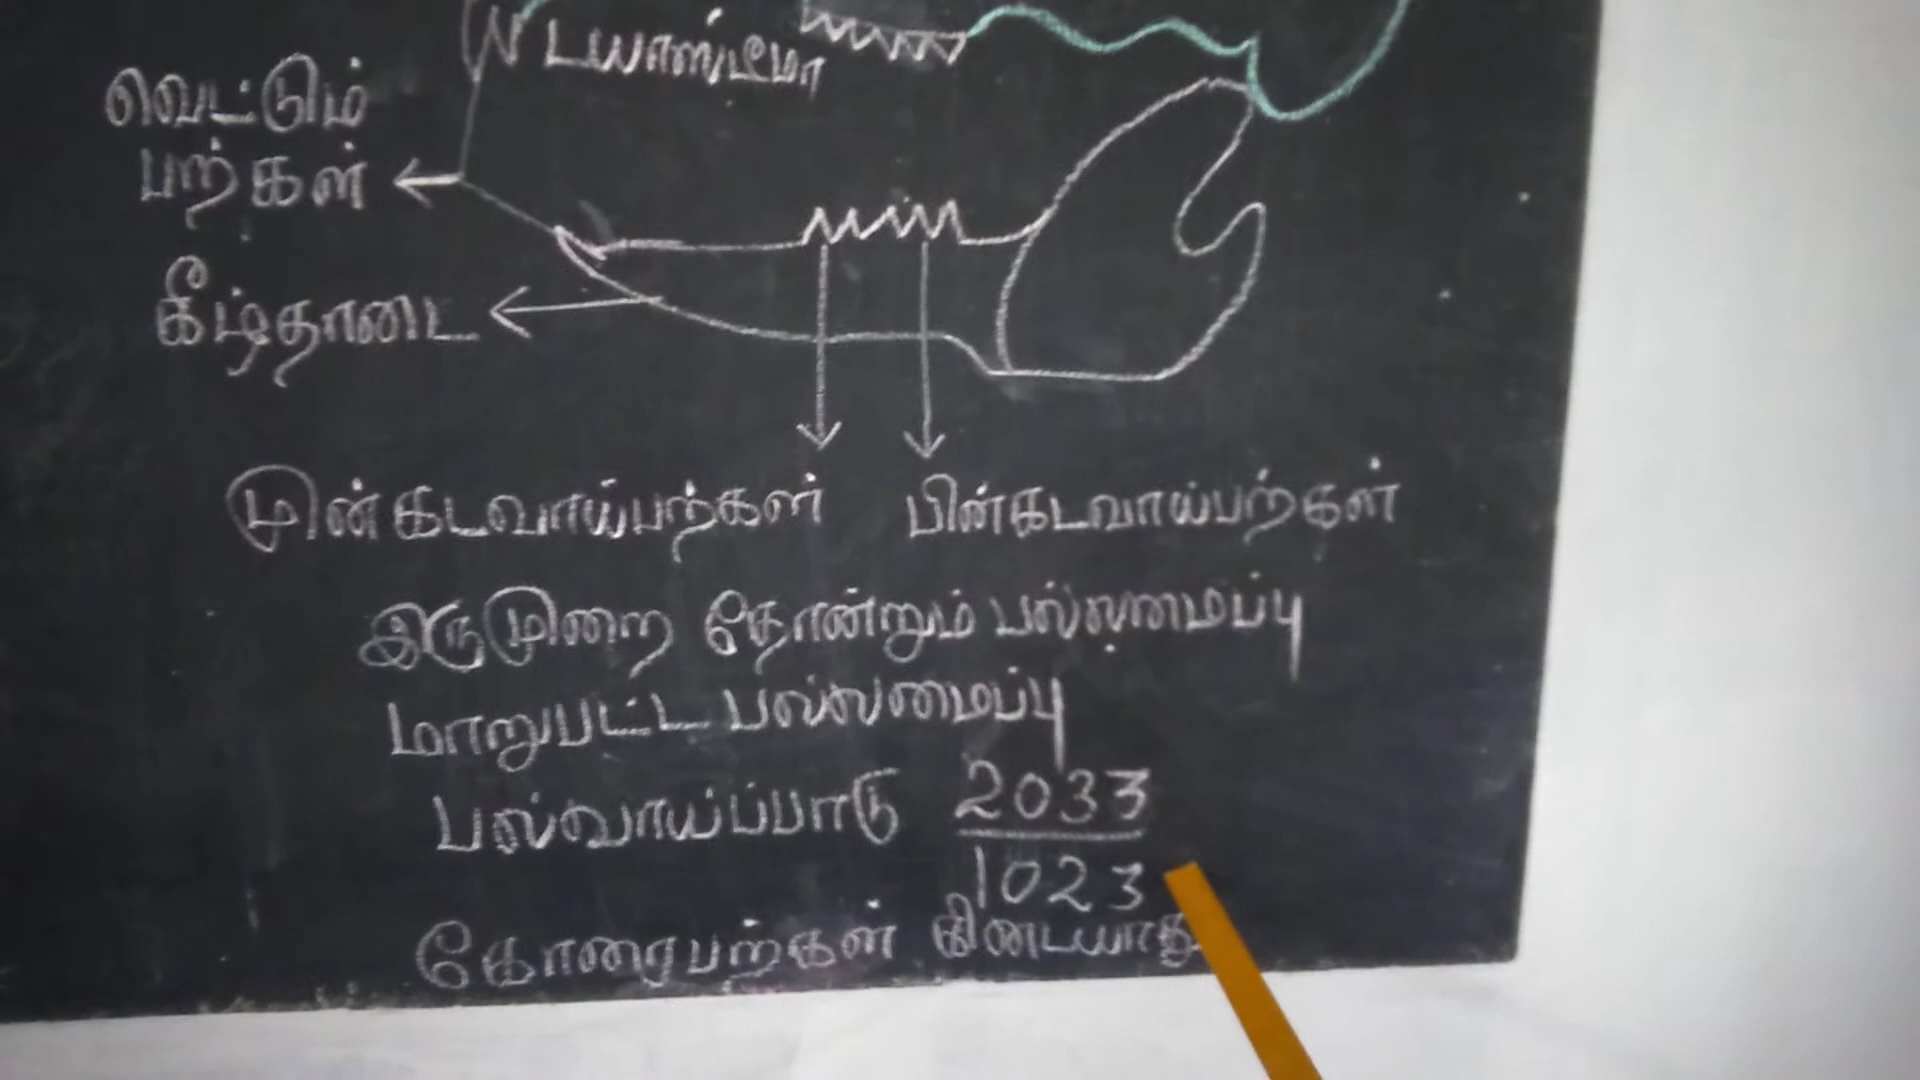 டயாஸ்டீமா
வெட்டும்
பற்கள்
கீழ்தாடை
முன்கடவாய்பற்கள் பின்கடவாய்பற்கள்
இருமுறை தோன்றும் பல்லமைப்பு
மாறுபட்ட பல்லமைப்பு
பல்வாய்ப்பாடு 2033
1023
கோரைபற்கள் கிடையாது